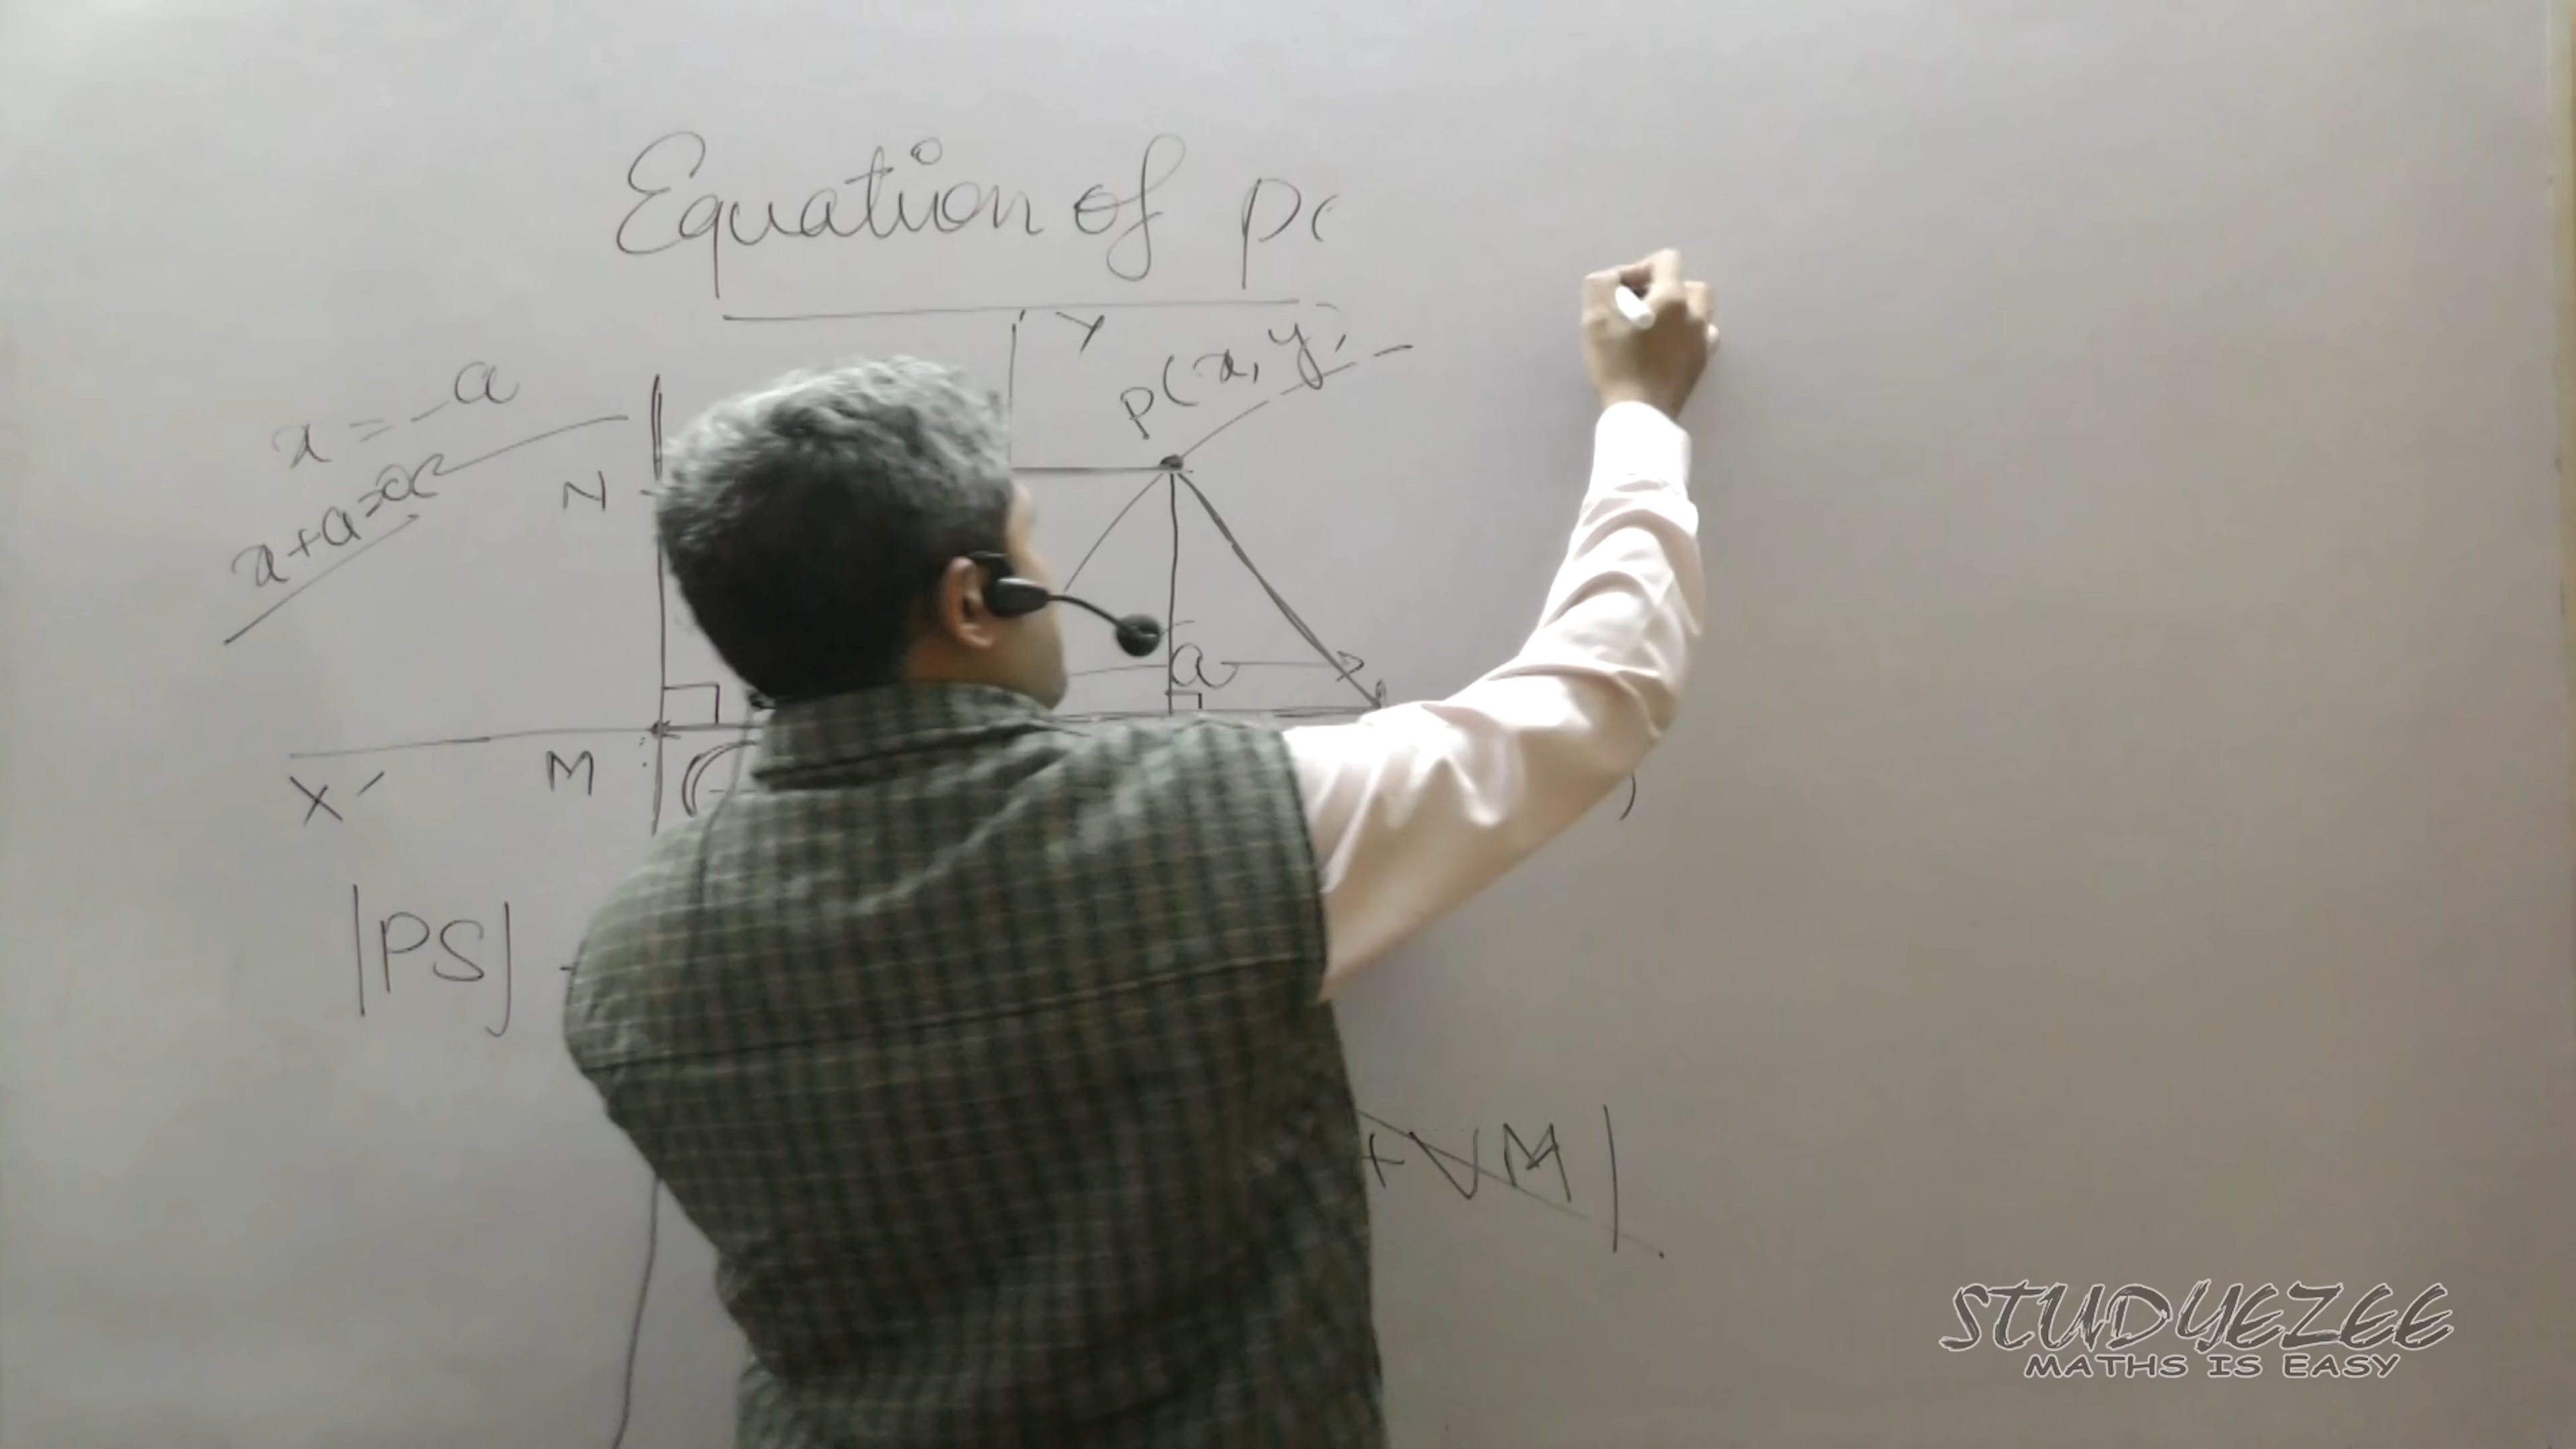 Equation of
Y
P(x, y)
x = -a
x+a=0
N
a
X'
M
|PS|
+VM|
STUDYEZEE
MATHS IS EASY